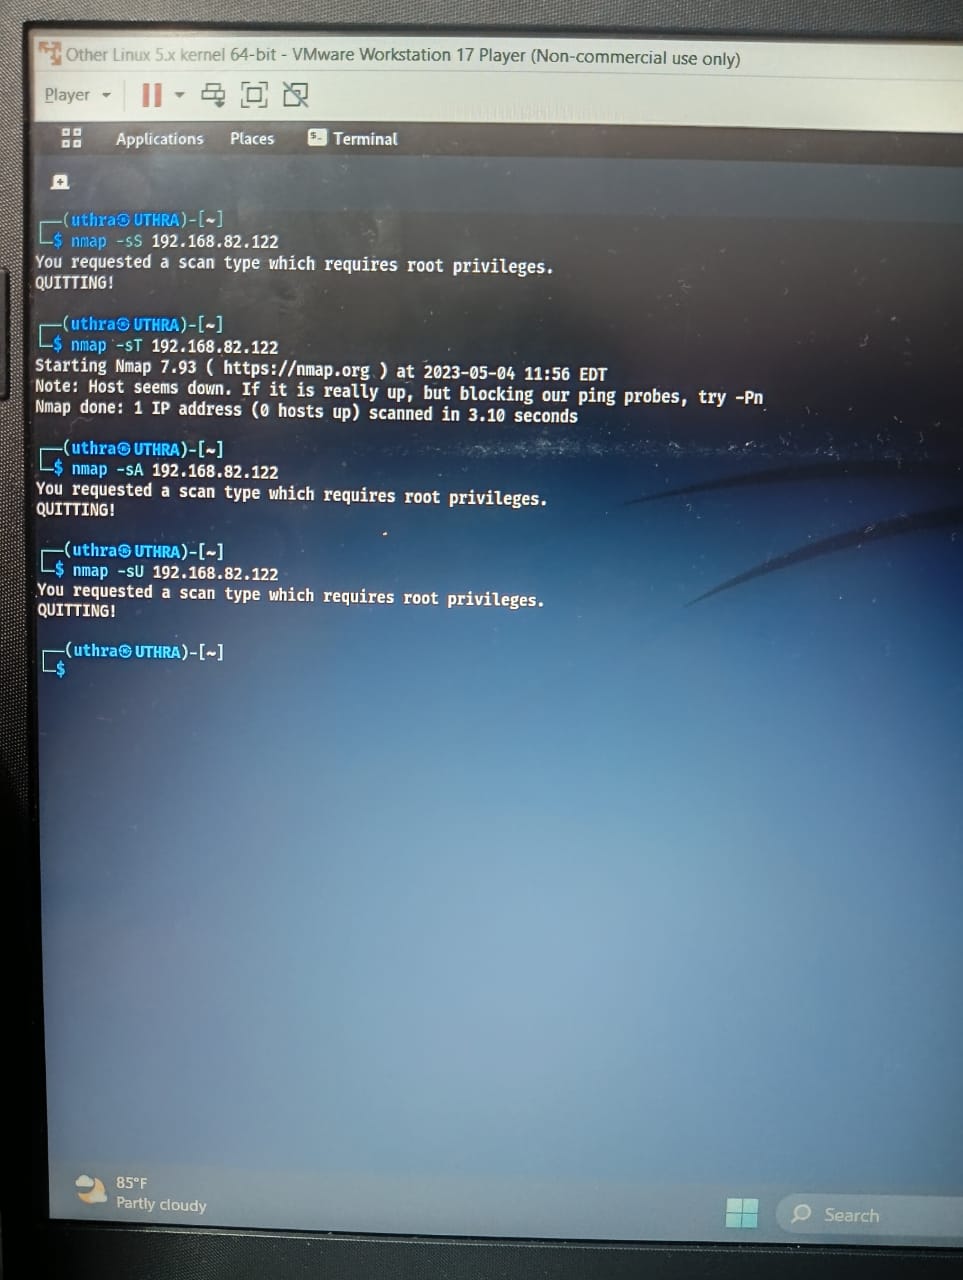 Other Linux 5.x kernel 64-bit - VMware Workstation 17 Player (Non-commercial use only)
Player
Applications Places Terminal
(uthra㉿UTHRA)-[~]
$ nmap -sS 192.168.82.122
You requested a scan type which requires root privileges.
QUITTING!
(uthra㉿UTHRA)-[~]
$ nmap -sT 192.168.82.122
Starting Nmap 7.93 ( https://nmap.org ) at 2023-05-04 11:56 EDT
Note: Host seems down. If it is really up, but blocking our ping probes, try -Pn
Nmap done: 1 IP address (0 hosts up) scanned in 3.10 seconds
(uthra㉿UTHRA)-[~]
$ nmap -sA 192.168.82.122
You requested a scan type which requires root privileges.
QUITTING!
(uthra㉿UTHRA)-[~]
$ nmap -sU 192.168.82.122
You requested a scan type which requires root privileges.
QUITTING!
(uthra㉿UTHRA)-[~]
$
85°F
Partly cloudy
Search